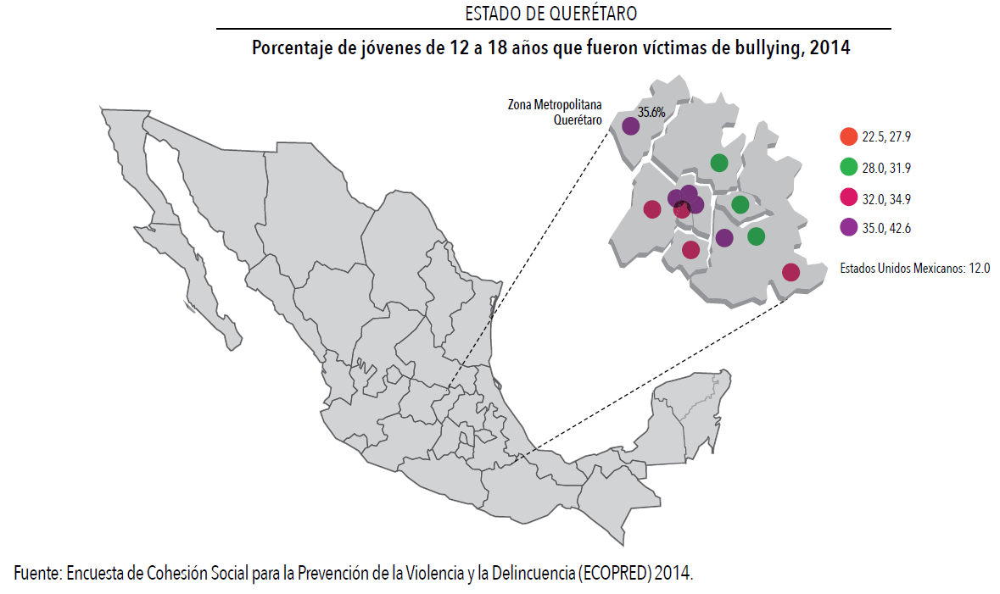 ESTADO DE QUERÉTARO
Porcentaje de jóvenes de 12 a 18 años que fueron víctimas de bullying, 2014
Zona Metropolitana
Querétaro
35.6%
22.5, 27.9
28.0, 31.9
32.0, 34.9
35.0, 42.6
Estados Unidos Mexicanos: 12.0
Fuente: Encuesta de Cohesión Social para la Prevención de la Violencia y la Delincuencia (ECOPRED) 2014.